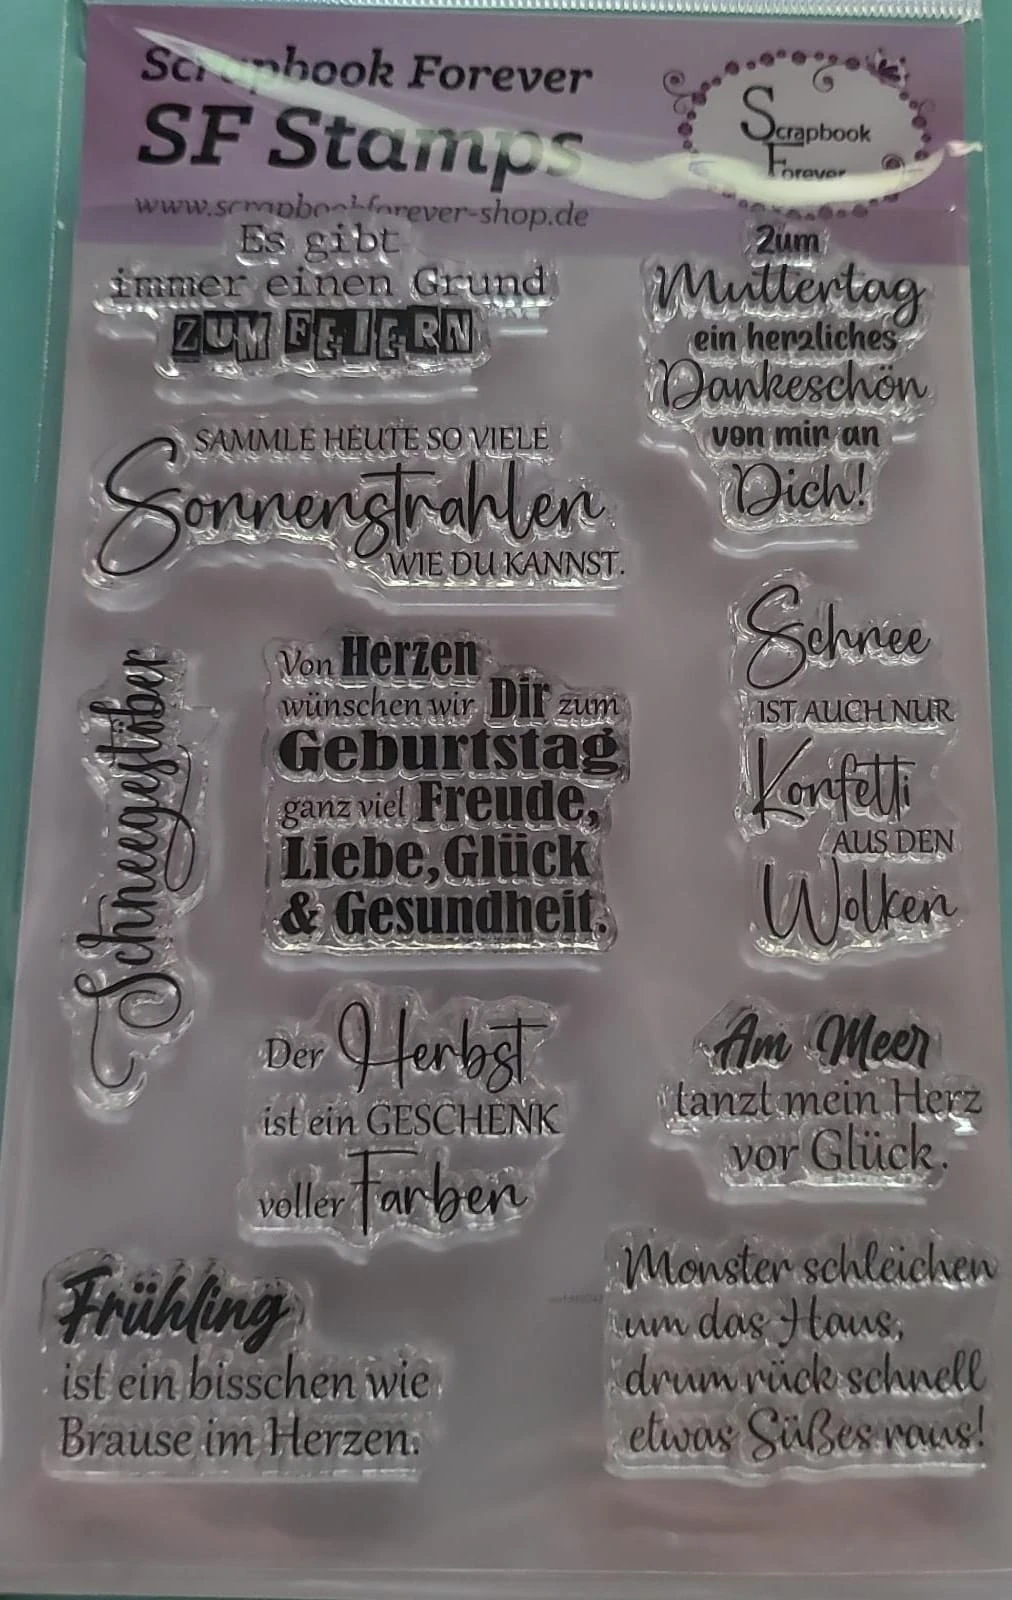 Scrapbook Forever
SF Stamps
www.scrapbookforever-shop.de
Scrapbook
Forever
Es gibt
immer einen Grund
ZUM FEIERN
Zum
Muttertag
ein herzliches
Dankeschön
von mir an
Dich!
SAMMLE HEUTE SO VIELE
Sonnenstrahlen
WIE DU KANNST.
Schneegestöber
Von Herzen
wünschen wir Dir zum
Geburtstag
ganz viel Freude,
Liebe, Glück
& Gesundheit.
Schnee
IST AUCH NUR
Konfetti
AUS DEN
Wolken
Der Herbst
ist ein GESCHENK
voller Farben
Am Meer
tanzt mein Herz
vor Glück.
Frühling
ist ein bisschen wie
Brause im Herzen.
Monster schleichen
um das Haus,
drum rück schnell
etwas Süßes raus!